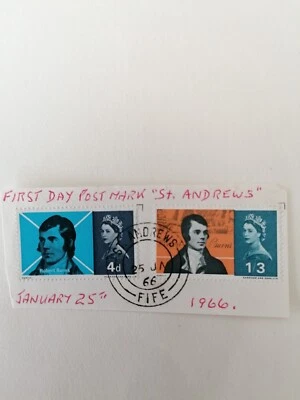 FIRST DAY POST MARK "St. ANDREWS"
Robert Burns
4d
Burns
1'3
ANDREWS
25 JA
66
FIFE
JANUARY 25TH 1966.